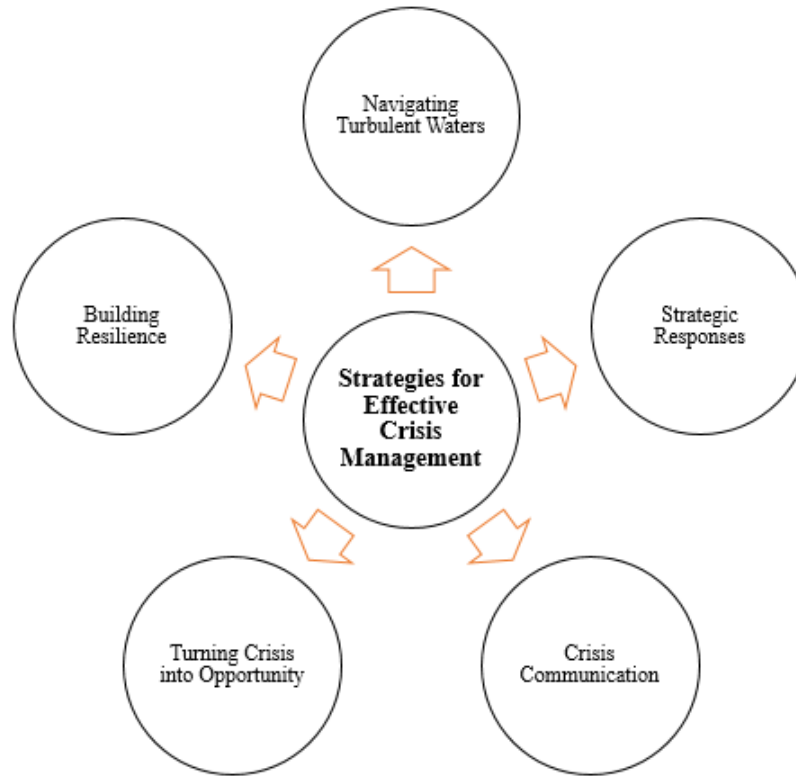 Navigating
Turbulent Waters
Building
Resilience
Strategic
Responses
Strategies for
Effective
Crisis
Management
Turning Crisis
into Opportunity
Crisis
Communication